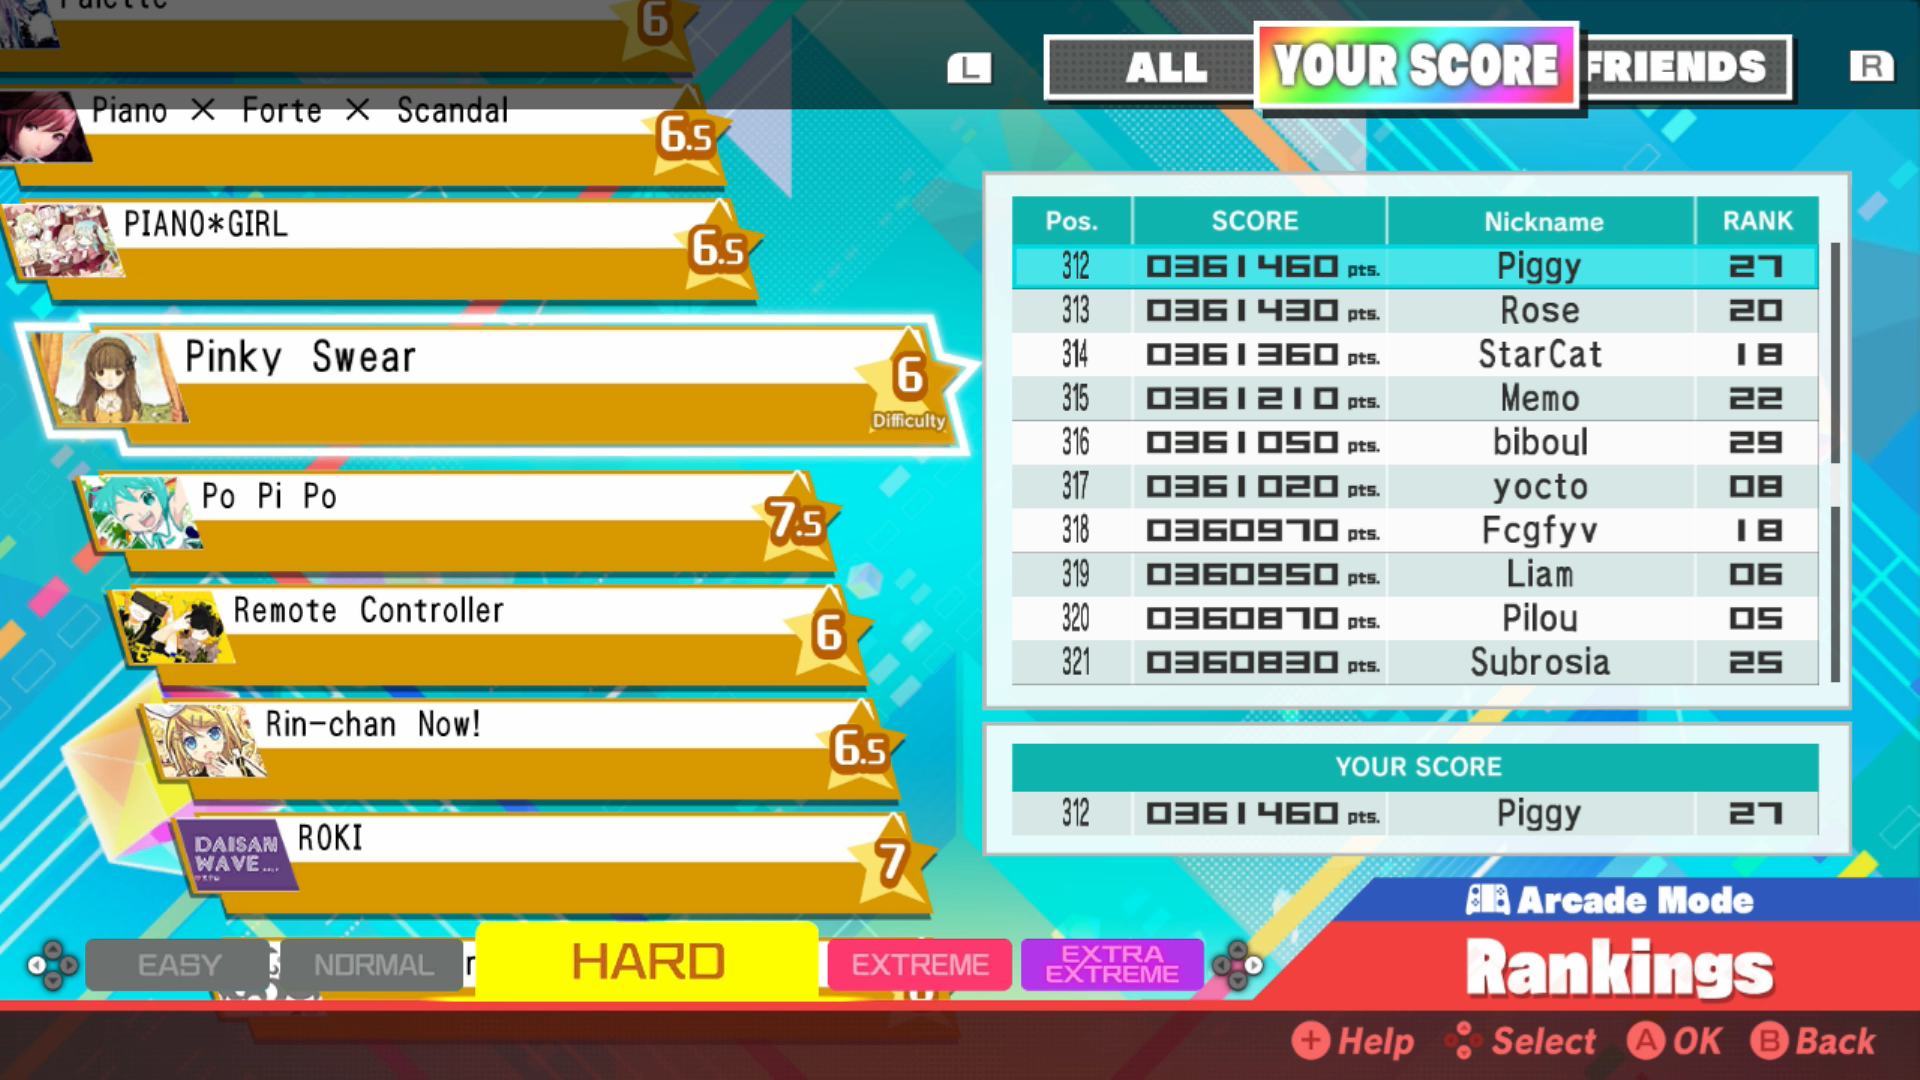 Palette
6
Piano × Forte × Scandal
6.5
PIANO*GIRL
6.5
Pinky Swear
6
Difficulty
Po Pi Po
7.5
Remote Controller
6
Rin-chan Now!
6.5
DAISAN
WAVE
ROKI
7
L ALL YOUR SCORE FRIENDS R
Pos. SCORE Nickname RANK
312 0361460 pts. Piggy 27
313 0361430 pts. Rose 20
314 0361360 pts. StarCat 18
315 0361210 pts. Memo 22
316 0361050 pts. biboul 29
317 0361020 pts. yocto 08
318 0360970 pts. Fcgfyv 18
319 0360950 pts. Liam 06
320 0360870 pts. Pilou 05
321 0360830 pts. Subrosia 25
YOUR SCORE
312 0361460 pts. Piggy 27
Arcade Mode
Rankings
EASY NORMAL HARD EXTREME EXTRA EXTREME
+ Help Select A OK B Back